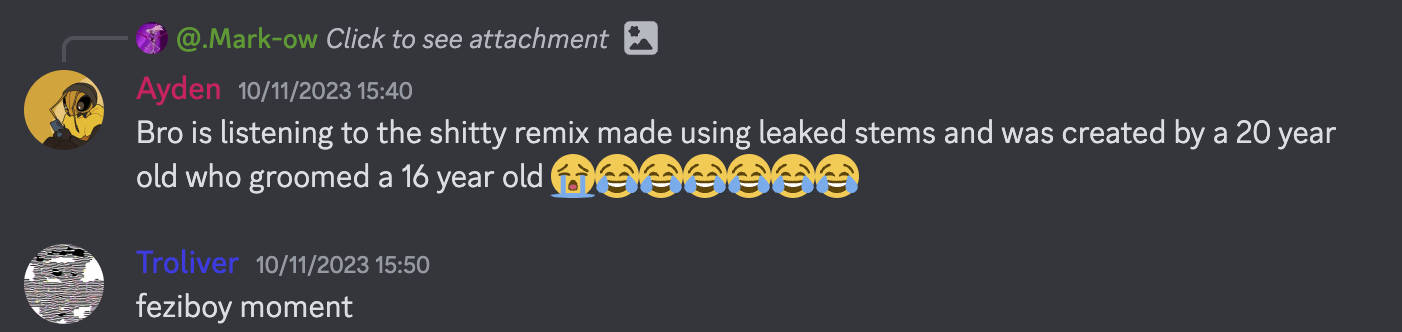 @.Mark-ow Click to see attachment
Ayden 10/11/2023 15:40
Bro is listening to the shitty remix made using leaked stems and was created by a 20 year
old who groomed a 16 year old 😭😂😂😂😂😂😂
Troliver 10/11/2023 15:50
feziboy moment